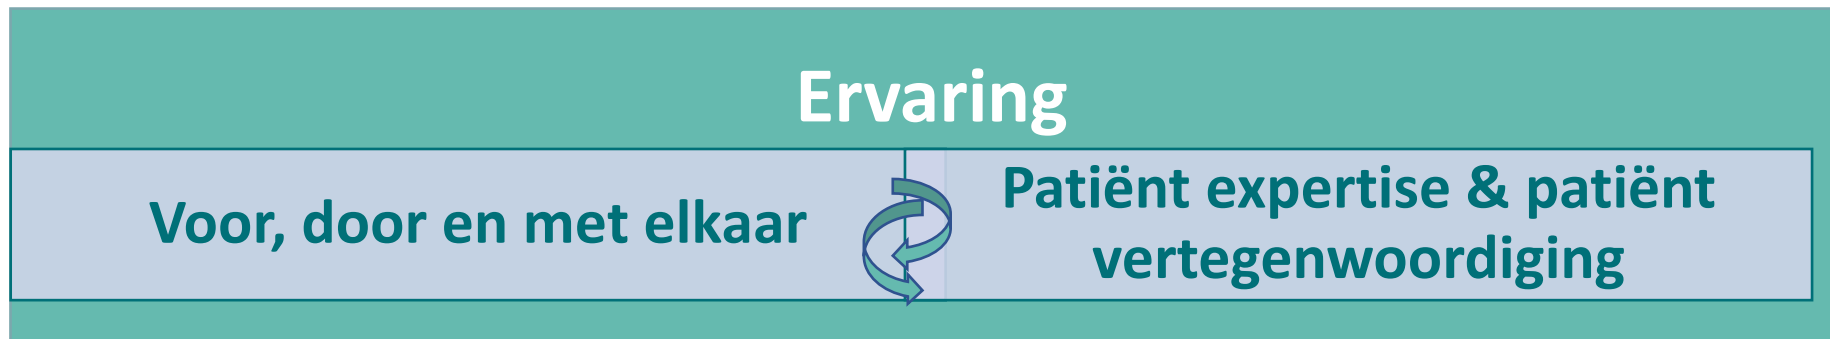 Ervaring
Voor, door en met elkaar
Patiënt expertise & patiënt
vertegenwoordiging